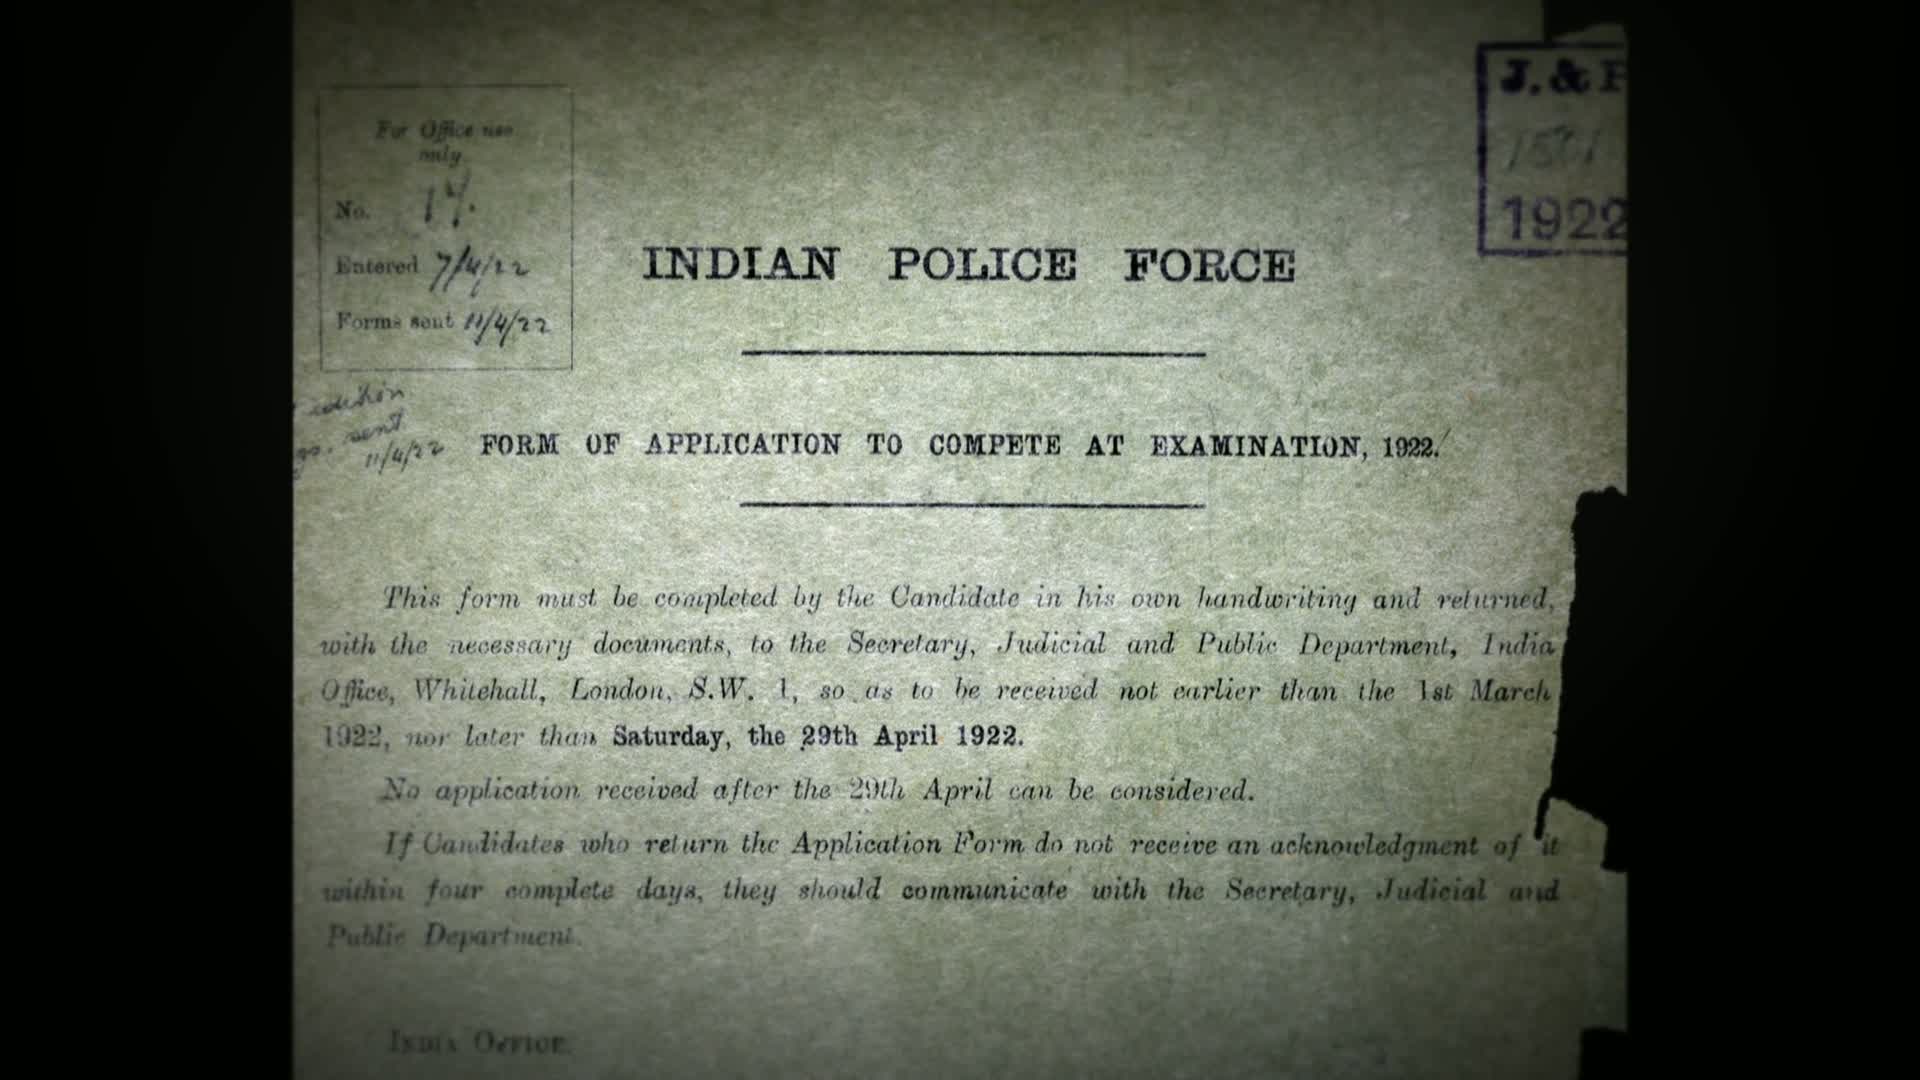 For Office use
only.
No.
Entered 7/4/22
Forms sent 11/4/22
sent
11/4/22
J. & P
1922
INDIAN POLICE FORCE
FORM OF APPLICATION TO COMPETE AT EXAMINATION, 1922.
This form must be completed by the Candidate in his own handwriting and returned,
with the necessary documents, to the Secretary, Judicial and Public Department, India
Office, Whitehall, London, S.W. 1, so as to be received not earlier than the 1st March
1922, nor later than Saturday, the 29th April 1922.
No application received after the 29th April can be considered.
If Candidates who return the Application Form do not receive an acknowledgment of it
within four complete days, they should communicate with the Secretary, Judicial and
Public Department.
INDIA OFFICE.